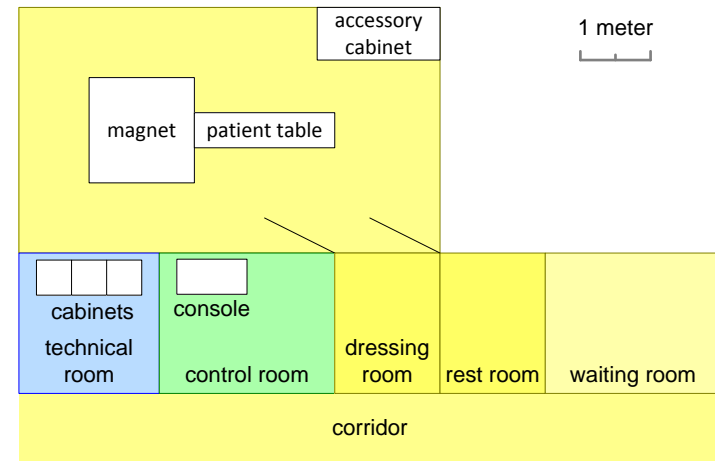 accessory
cabinet
1 meter
magnet
patient table
cabinets
console
technical
room
control room
dressing
room
rest room
waiting room
corridor